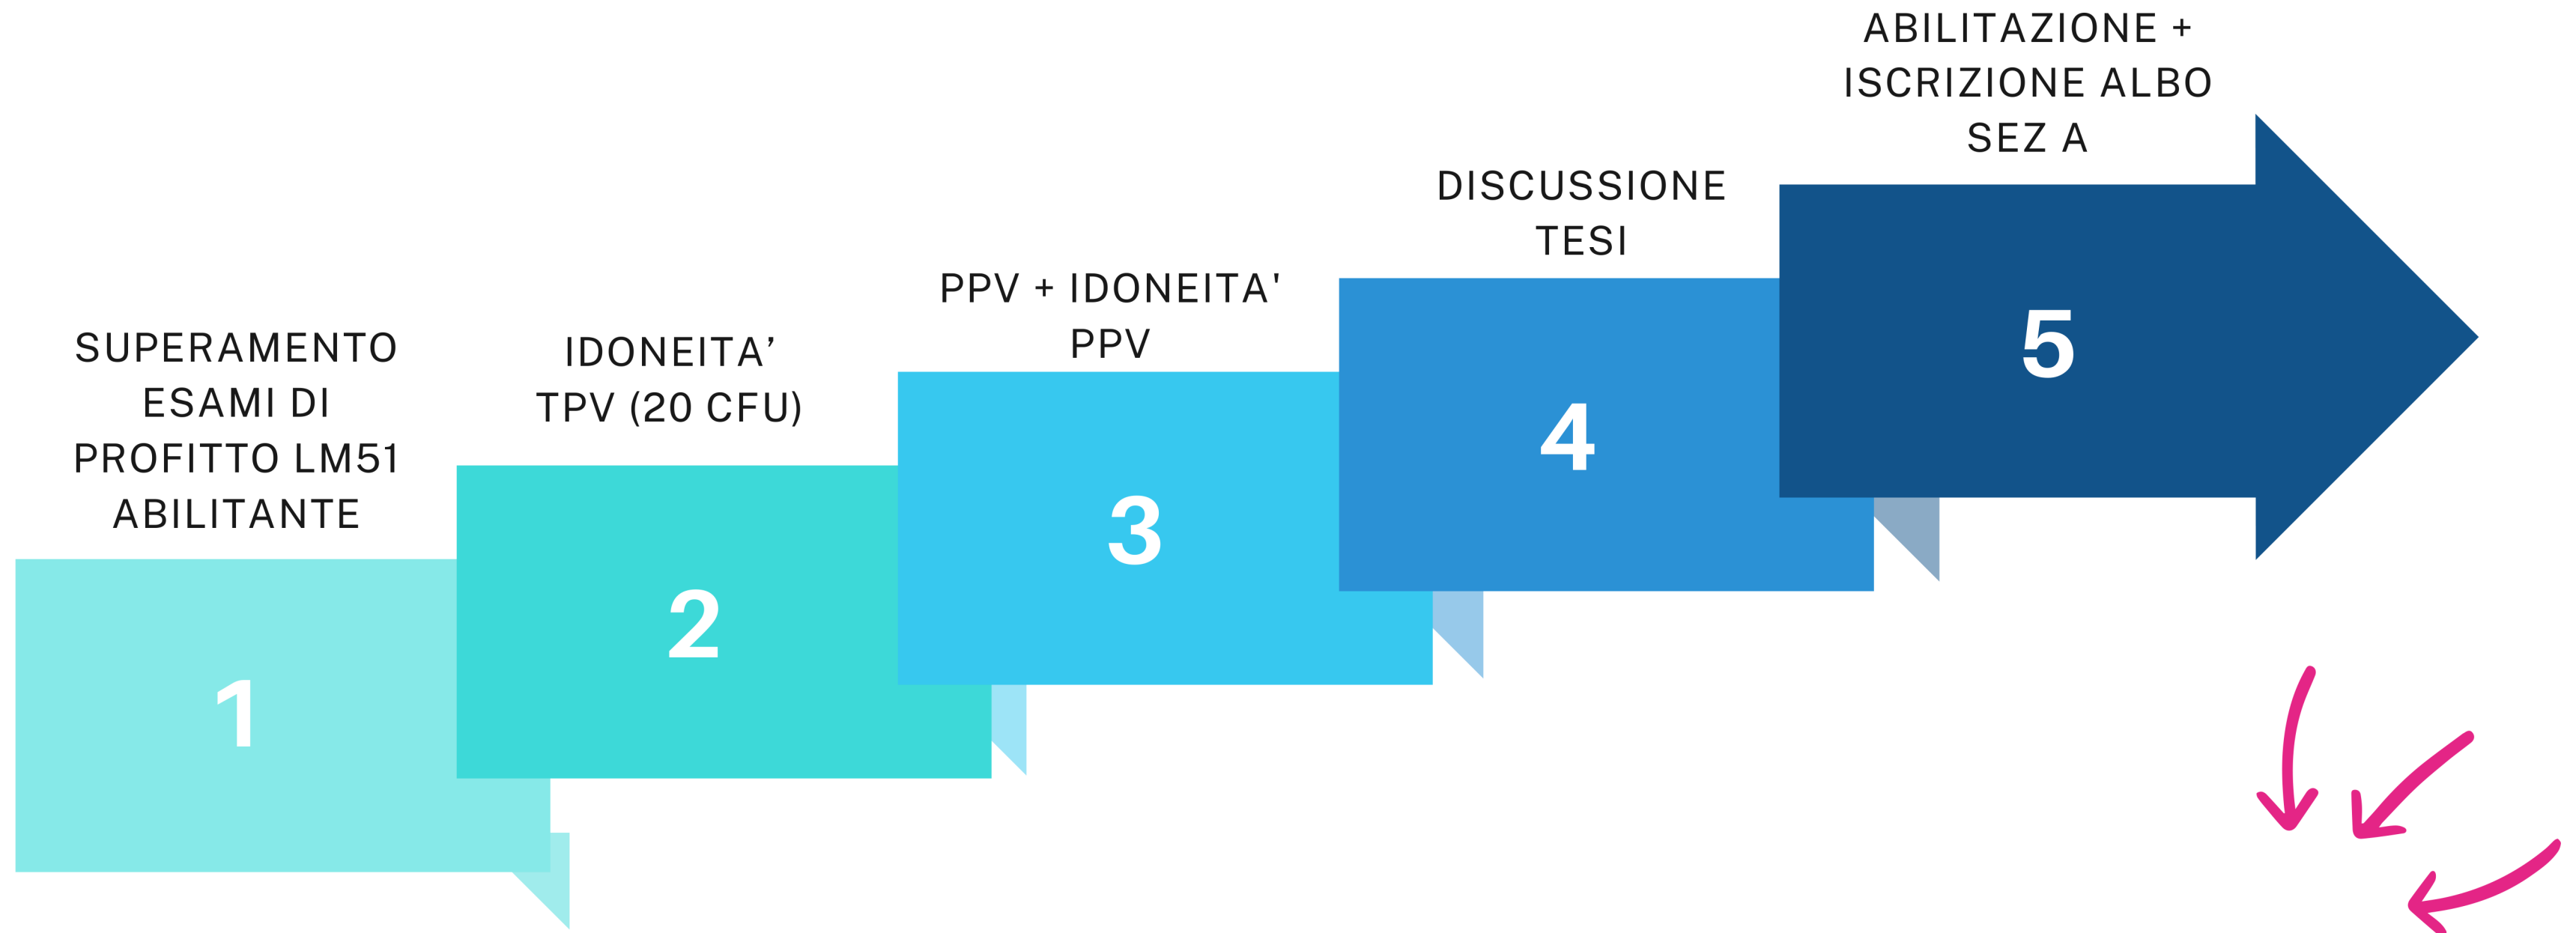 SUPERAMENTO
ESAMI DI
PROFITTO LM51
ABILITANTE
1
IDONEITA’
TPV (20 CFU)
2
PPV + IDONEITA'
PPV
3
DISCUSSIONE
TESI
4
ABILITAZIONE +
ISCRIZIONE ALBO
SEZ A
5